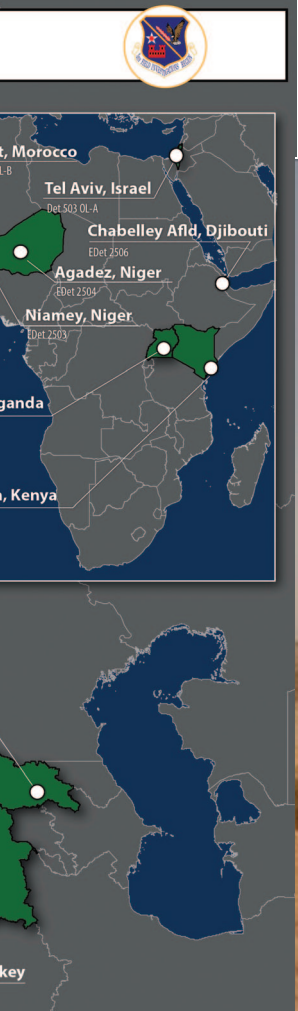 t, Morocco
L-B
Tel Aviv, Israel
Det 503 OL-A
Chabelley Afld, Djibouti
EDet 2506
Agadez, Niger
EDet 2504
Niamey, Niger
EDet 2503
ganda
a, Kenya
key